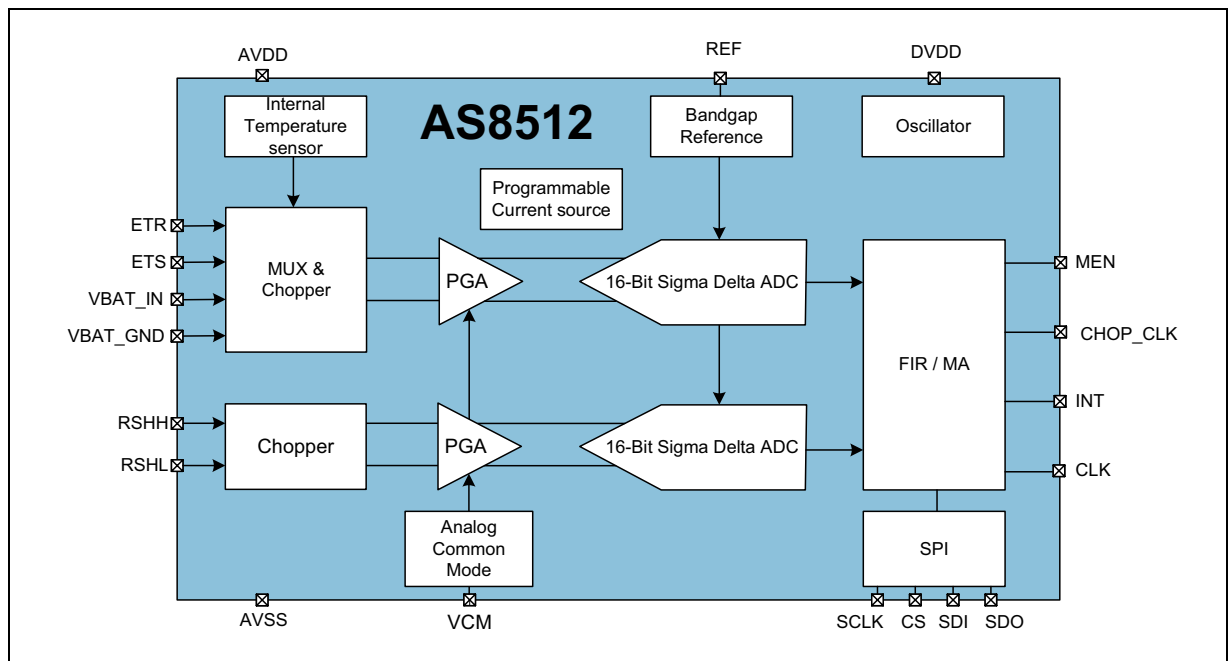 AVDD
REF
DVDD
Internal
Temperature
sensor
AS8512
Bandgap
Reference
Oscillator
Programmable
Current source
ETR
ETS
VBAT_IN
VBAT_GND
MUX &
Chopper
PGA
16-Bit Sigma Delta ADC
FIR / MA
MEN
CHOP_CLK
INT
CLK
RSHH
RSHL
Chopper
PGA
16-Bit Sigma Delta ADC
Analog
Common
Mode
SPI
AVSS
VCM
SCLK
CS
SDI
SDO